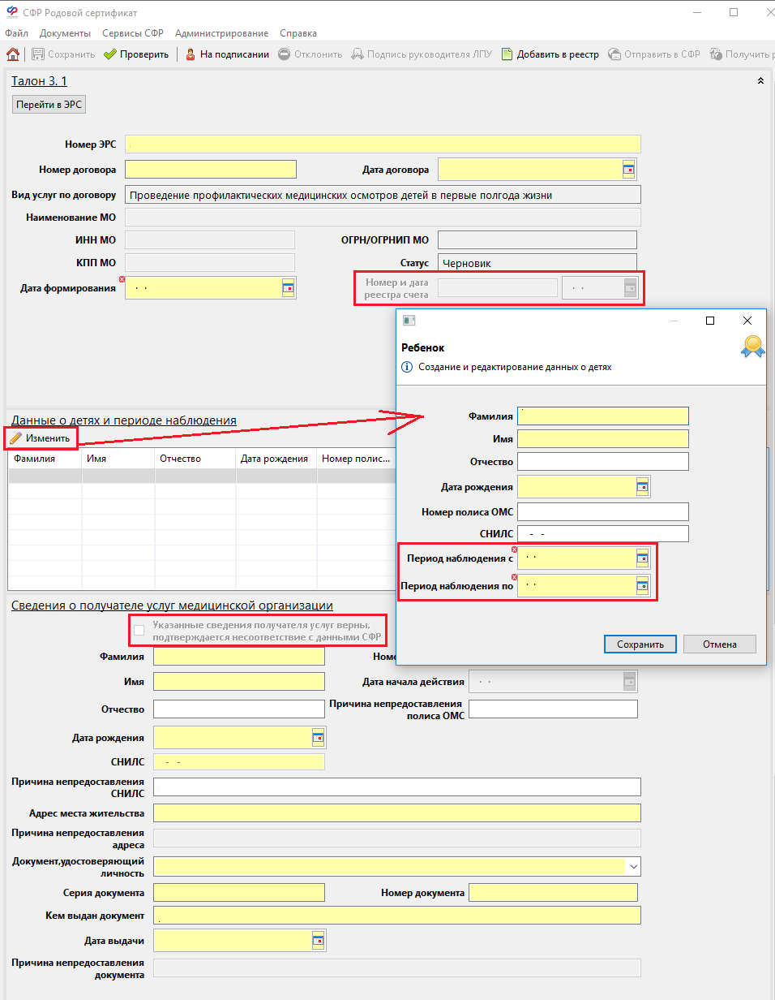 СФР Родовой сертификат
Файл Документы Сервисы СФР Администрирование Справка
Сохранить Проверить На подписании Отклонить Подпись руководителя ЛПУ Добавить в реестр Отправить в СФР Получить
Талон 3. 1
Перейти в ЭРС
Номер ЭРС
Номер договора Дата договора
Вид услуг по договору Проведение профилактических медицинских осмотров детей в первые полгода жизни
Наименование МО
ИНН МО ОГРН/ОГРНИП МО
КПП МО Статус Черновик
Дата формирования . .
Номер и дата
реестра счета . .
Данные о детях и периоде наблюдения
Изменить
Фамилия Имя Отчество Дата рождения Номер полис...
Ребенок
Создание и редактирование данных о детях
Фамилия
Имя
Отчество
Дата рождения
Номер полиса ОМС
СНИЛС - -
Период наблюдения с . .
Период наблюдения по . .
Сохранить Отмена
Сведения о получателе услуг медицинской организации
Указанные сведения получателя услуг верны,
подтверждается несоответствие с данными СФР
Фамилия
Имя Дата начала действия . .
Отчество
Причина непредоставления
полиса ОМС
Дата рождения
СНИЛС - -
Причина непредоставления
СНИЛС
Адрес места жительства
Причина непредоставления
адреса
Документ,удостоверяющий
личность
Серия документа Номер документа
Кем выдан документ .
Дата выдачи
Причина непредоставления
документа